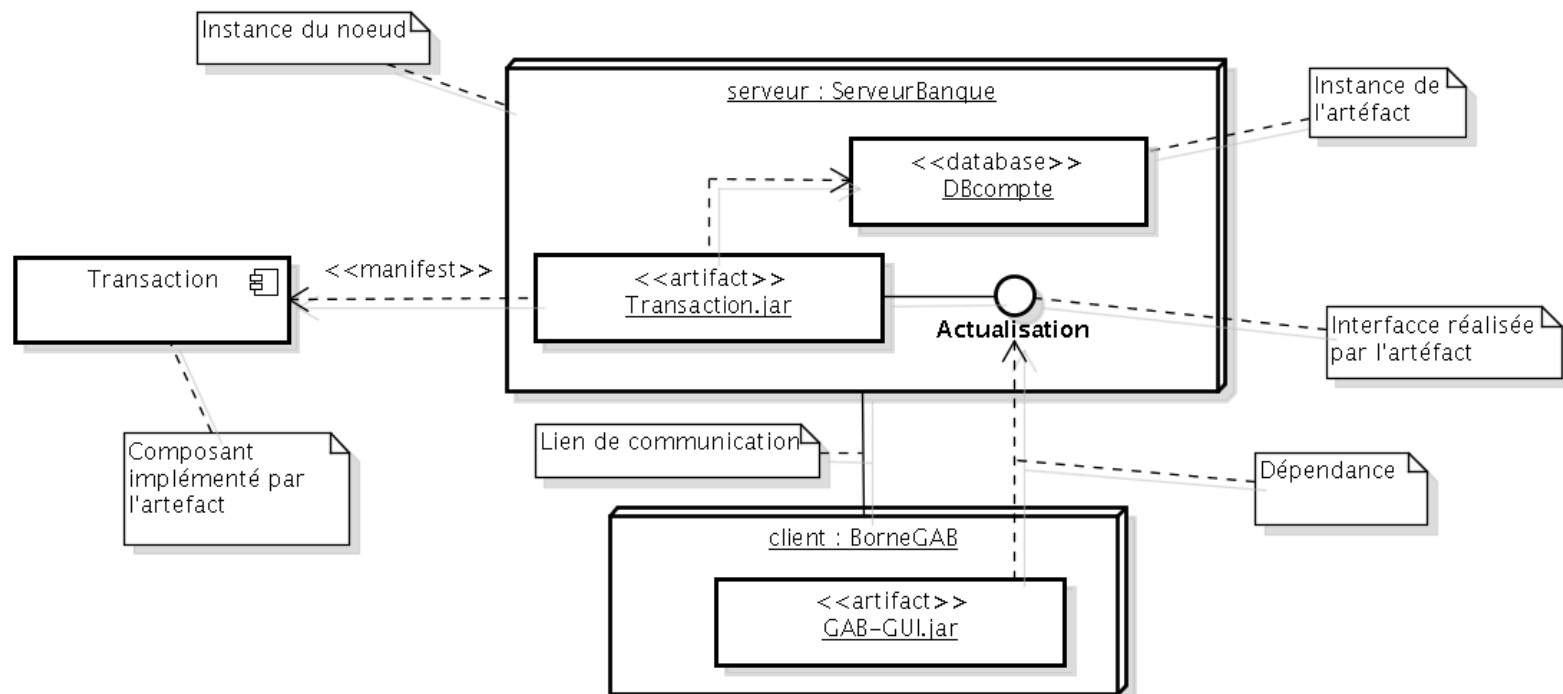 Instance du noeud
serveur : ServeurBanque
Instance de
l'artéfact
<<database>>
DBcompte
Transaction
<<manifest>>
<<artifact>>
Transaction.jar
Actualisation
Interfacce réalisée
par l'artéfact
Composant
implémenté par
l'artefact
Lien de communication
Dépendance
client : BorneGAB
<<artifact>>
GAB-GUI.jar